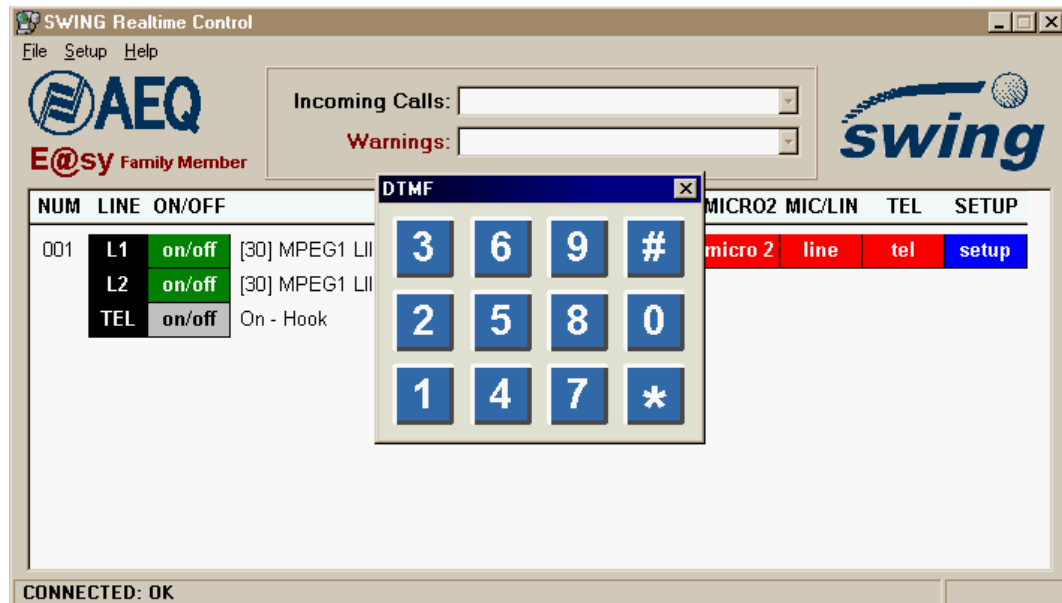 SWING Realtime Control
File Setup Help
AEQ
E@sy Family Member
Incoming Calls:
Warnings:
swing
DTMF
3 6 9 #
2 5 8 0
1 4 7 *
NUM LINE ON/OFF MICRO2 MIC/LIN TEL SETUP
001 L1 on/off [30] MPEG1 LII micro 2 line tel setup
L2 on/off [30] MPEG1 LII
TEL on/off On - Hook
CONNECTED: OK